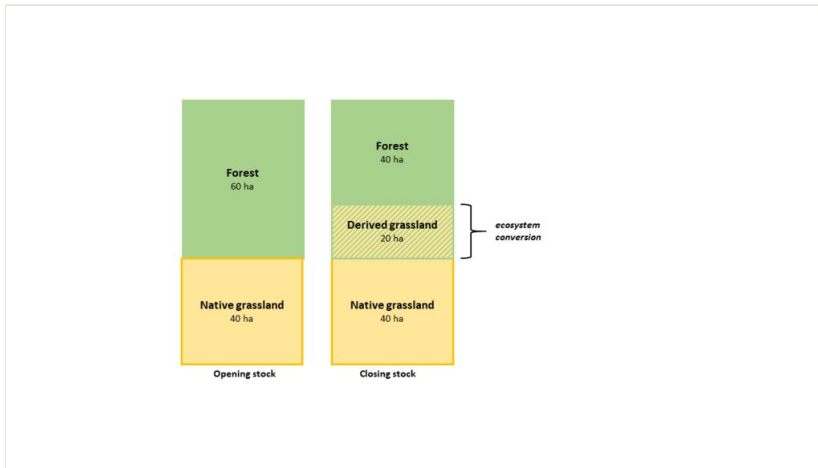 Forest
60 ha
Native grassland
40 ha
Opening stock
Forest
40 ha
Derived grassland
20 ha
Native grassland
40 ha
Closing stock
ecosystem
conversion